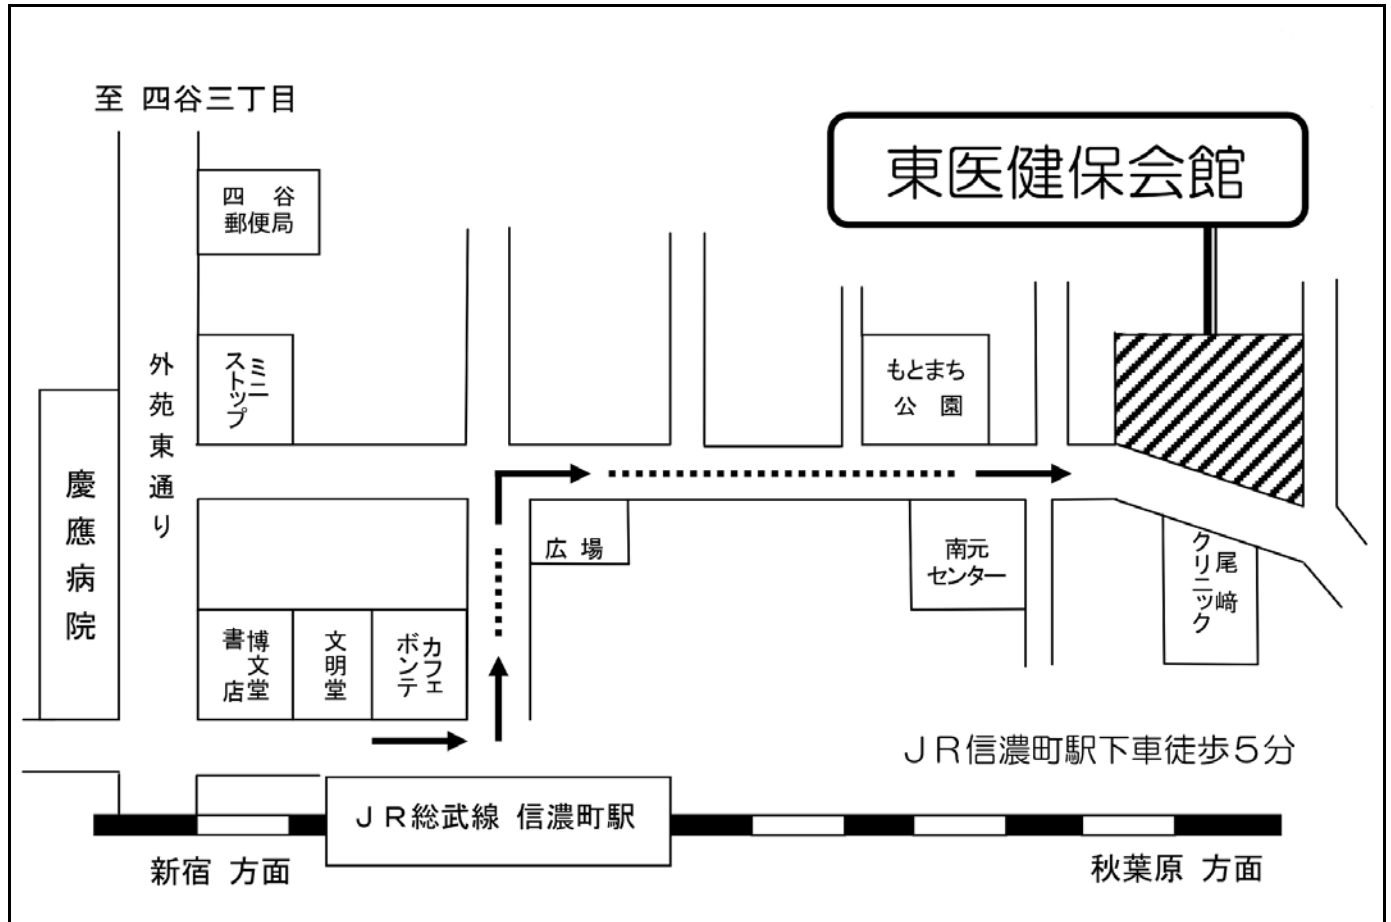 至 四谷三丁目
東医健保会館
四 谷
郵便局
外苑東通り
ミニ
ストップ
もとまち
公 園
慶應病院
広 場
南元
センター
尾﨑
クリニック
博文堂
書店
文明堂
カフェ
ボンテ
ＪＲ信濃町駅下車徒歩５分
ＪＲ総武線 信濃町駅
新宿 方面
秋葉原 方面